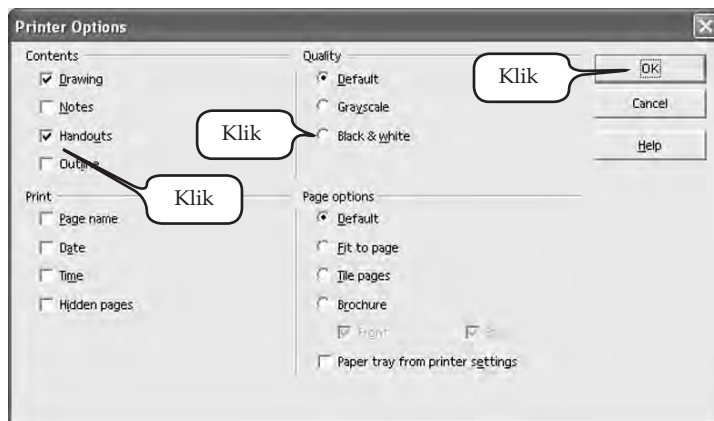 Printer Options
Contents
Drawing
Notes
Handouts
Outline
Print
Page name
Date
Time
Hidden pages
Quality
Default
Grayscale
Black & white
Page options
Default
Fit to page
Tile pages
Brochure
Front
Paper tray from printer settings
OK
Cancel
Help
Klik
Klik
Klik